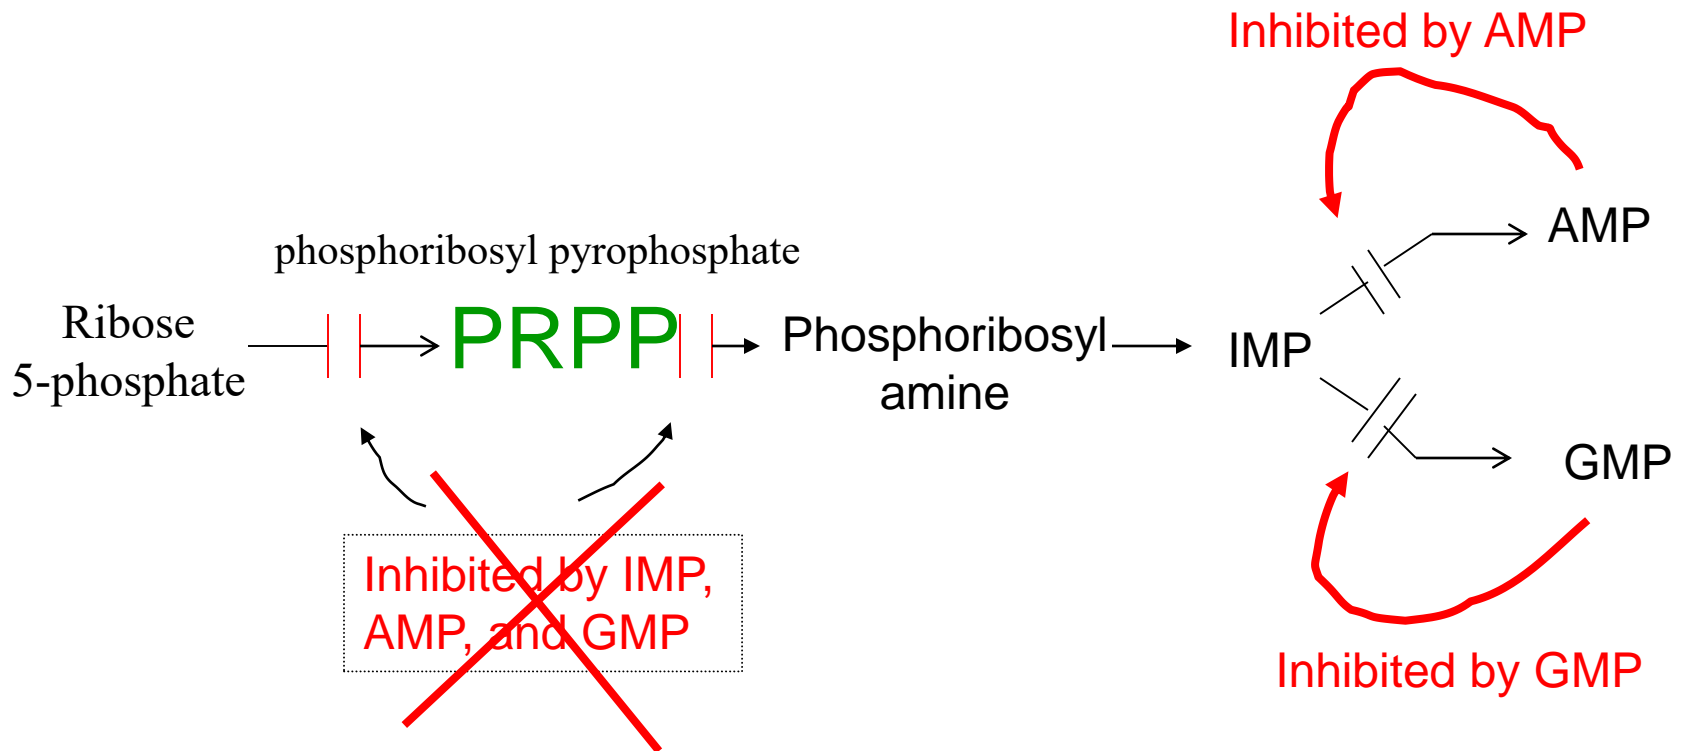 Inhibited by AMP
AMP
phosphoribosyl pyrophosphate
Ribose
5-phosphate
PRPP
Phosphoribosyl
amine
IMP
GMP
Inhibited by IMP,
AMP, and GMP
Inhibited by GMP